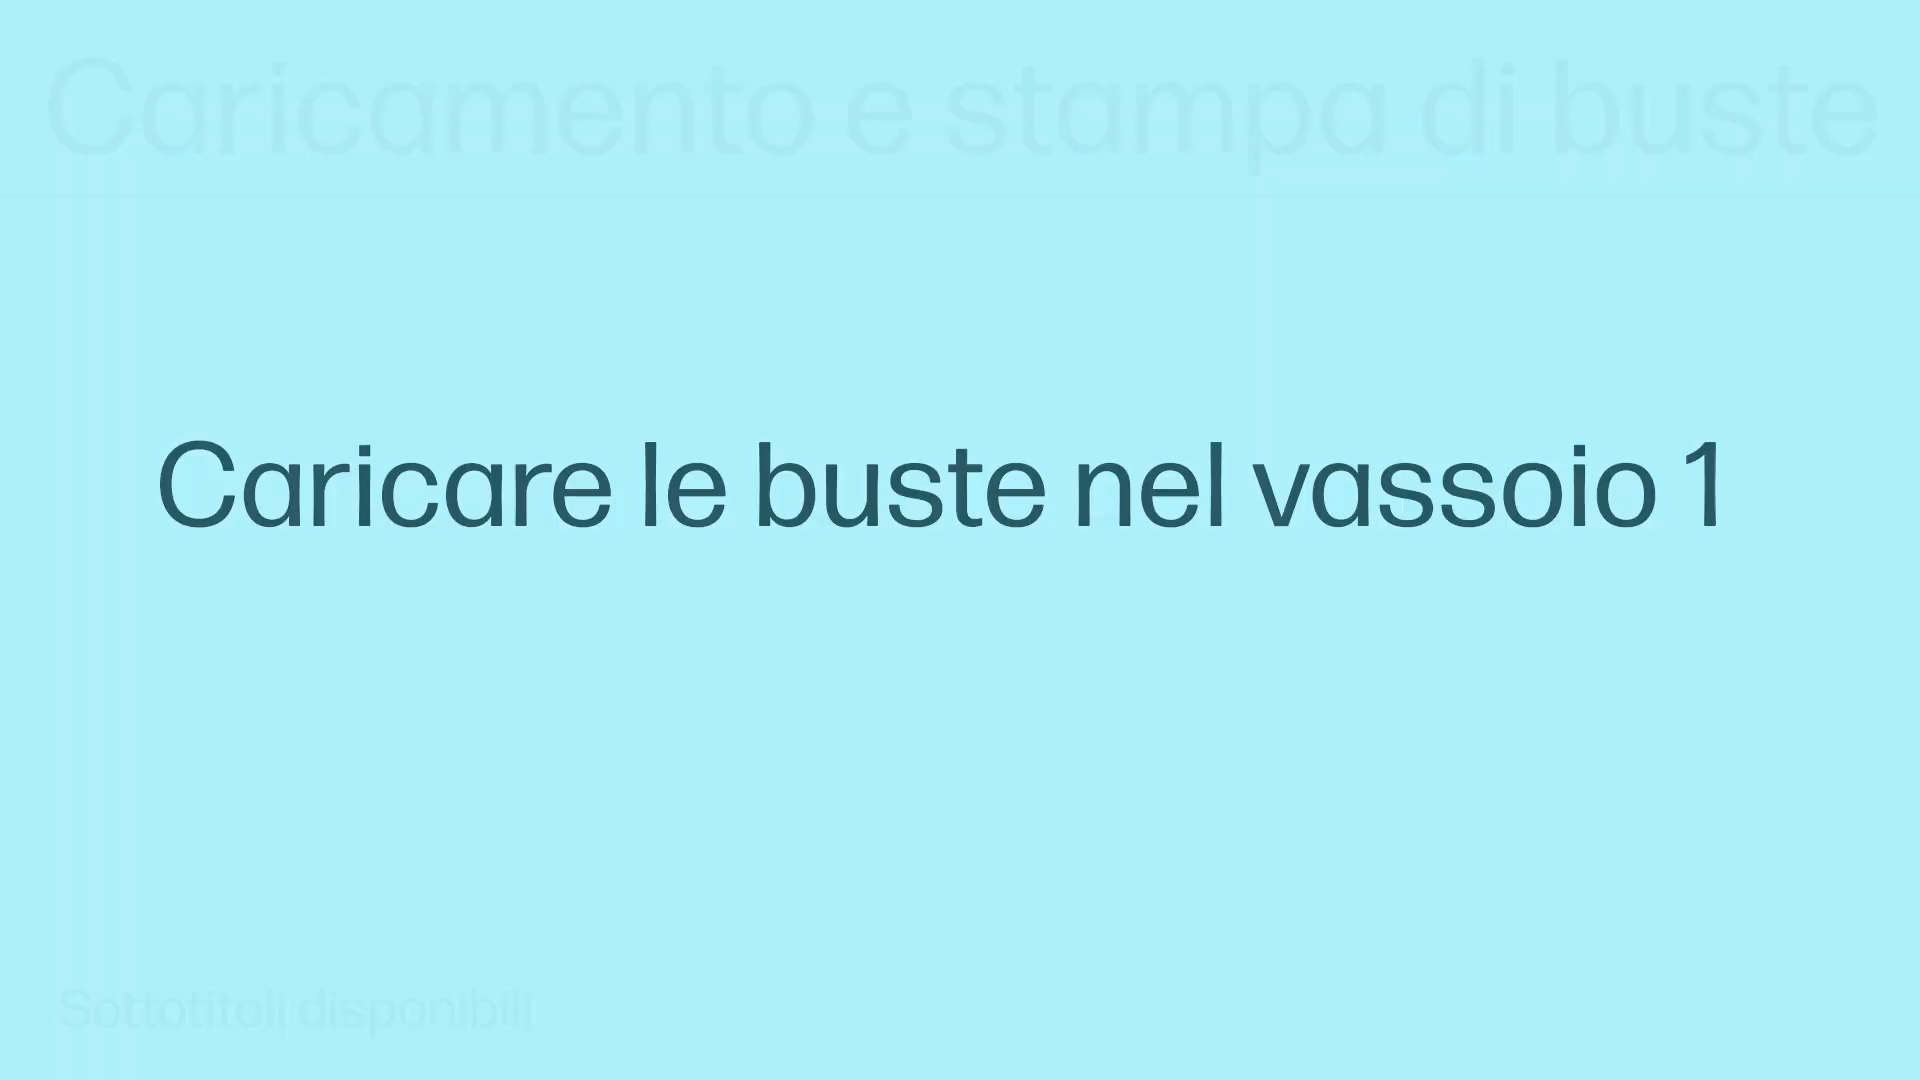 Caricamento e stampa di buste
Caricare le buste nel vassoio 1
Sottotitoli disponibili